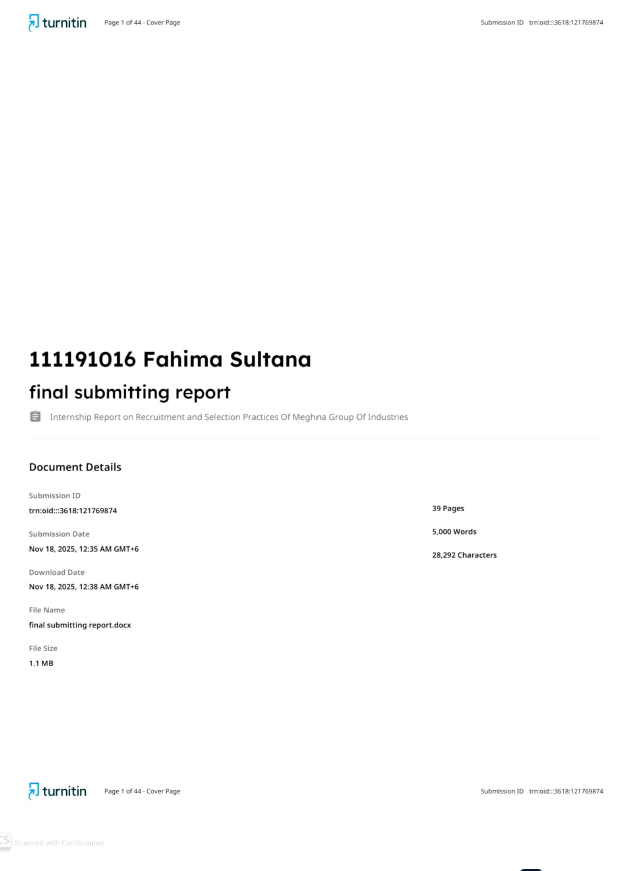 turnitin Page 1 of 44 - Cover Page Submission ID trn:oid:::3618:121769874
111191016 Fahima Sultana
final submitting report
Internship Report on Recruitment and Selection Practices Of Meghna Group Of Industries
Document Details
Submission ID
trn:oid:::3618:121769874
Submission Date
Nov 18, 2025, 12:35 AM GMT+6
Download Date
Nov 18, 2025, 12:38 AM GMT+6
File Name
final submitting report.docx
File Size
1.1 MB
39 Pages
5,000 Words
28,292 Characters
turnitin Page 1 of 44 - Cover Page Submission ID trn:oid:::3618:121769874
CS Scanned with CamScanner